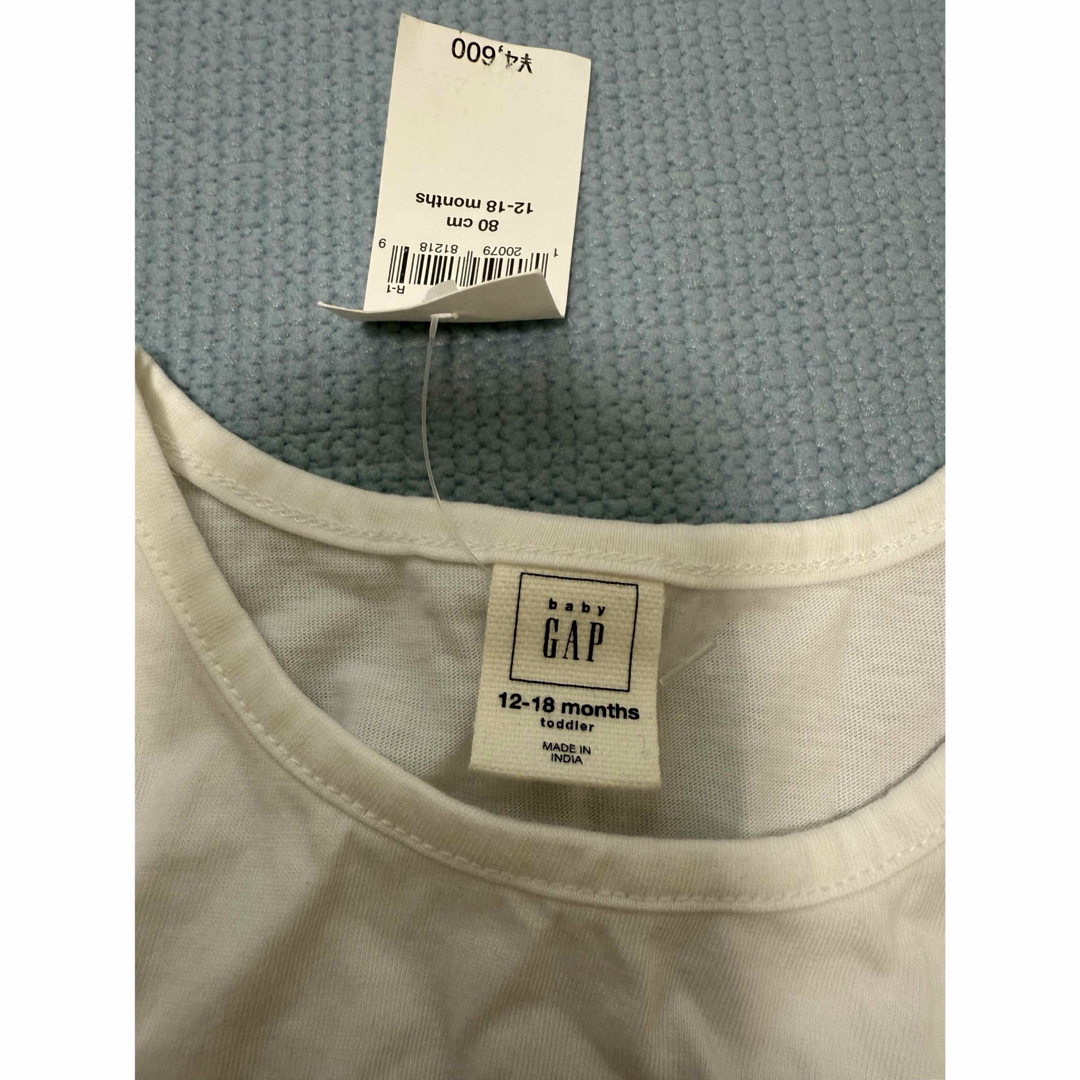 ¥4,600
12-18 months
80 cm
1 20079 81218 9
R-1
baby
GAP
12-18 months
toddler
MADE IN
INDIA